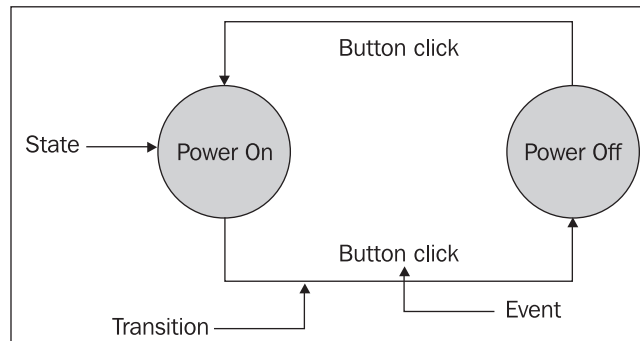 Button click
State
Power On
Power Off
Button click
Event
Transition